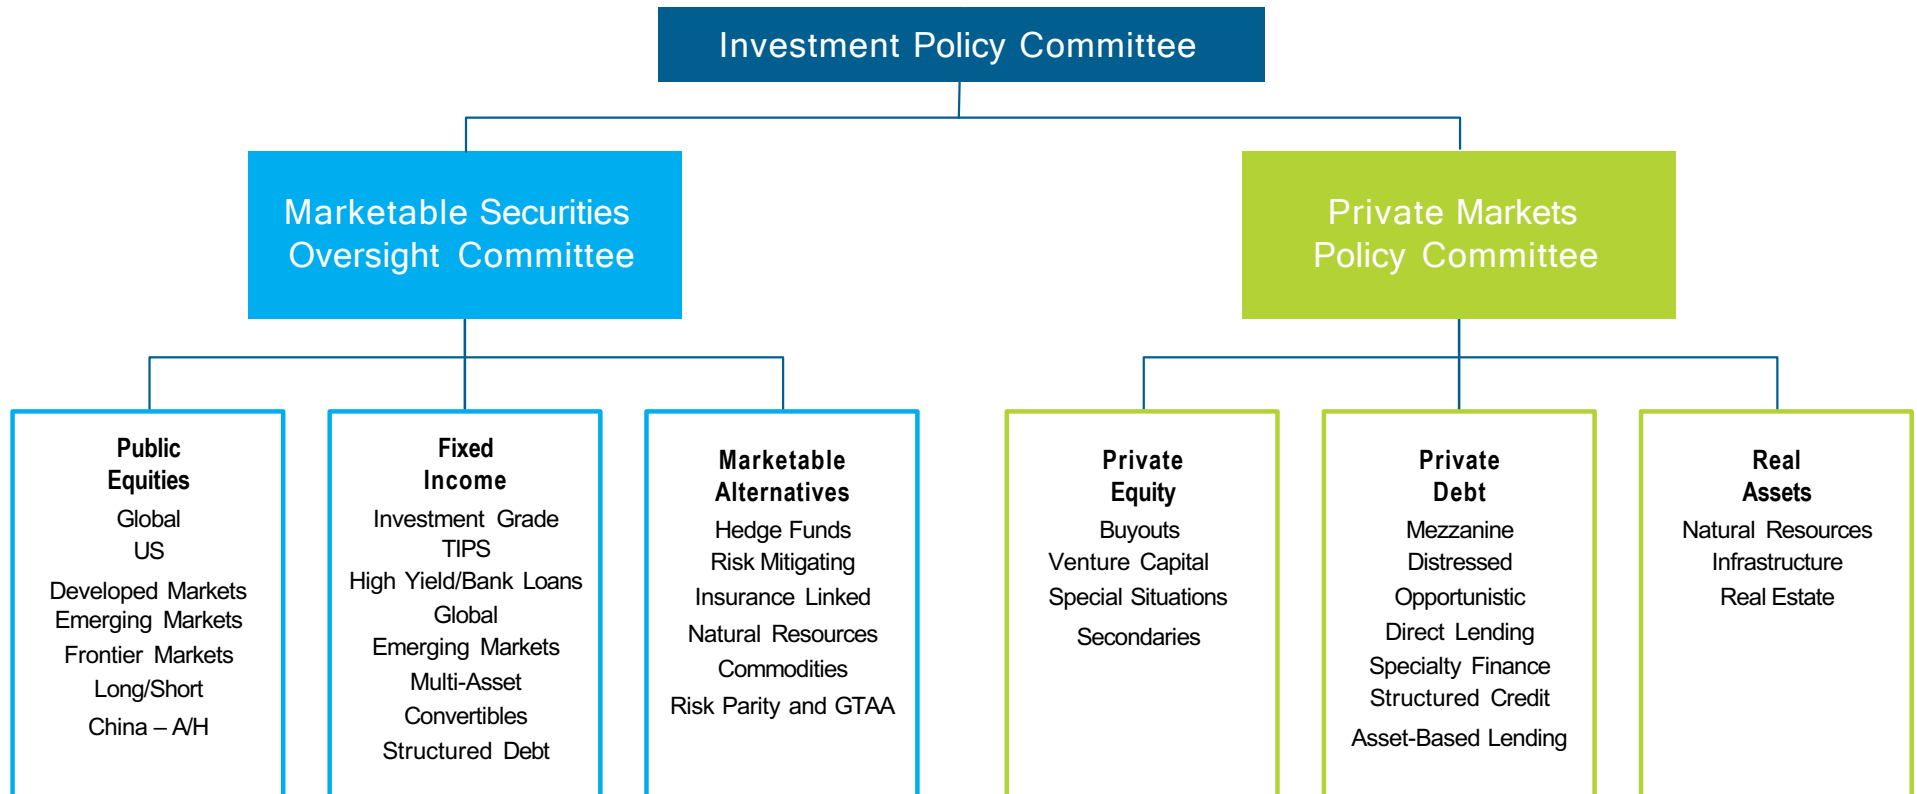 Investment Policy Committee
Marketable Securities
Oversight Committee
Private Markets
Policy Committee
Public
Equities
Global
US
Developed Markets
Emerging Markets
Frontier Markets
Long/Short
China – A/H
Fixed
Income
Investment Grade
TIPS
High Yield/Bank Loans
Global
Emerging Markets
Multi-Asset
Convertibles
Structured Debt
Marketable
Alternatives
Hedge Funds
Risk Mitigating
Insurance Linked
Natural Resources
Commodities
Risk Parity and GTAA
Private
Equity
Buyouts
Venture Capital
Special Situations
Secondaries
Private
Debt
Mezzanine
Distressed
Opportunistic
Direct Lending
Specialty Finance
Structured Credit
Asset-Based Lending
Real
Assets
Natural Resources
Infrastructure
Real Estate